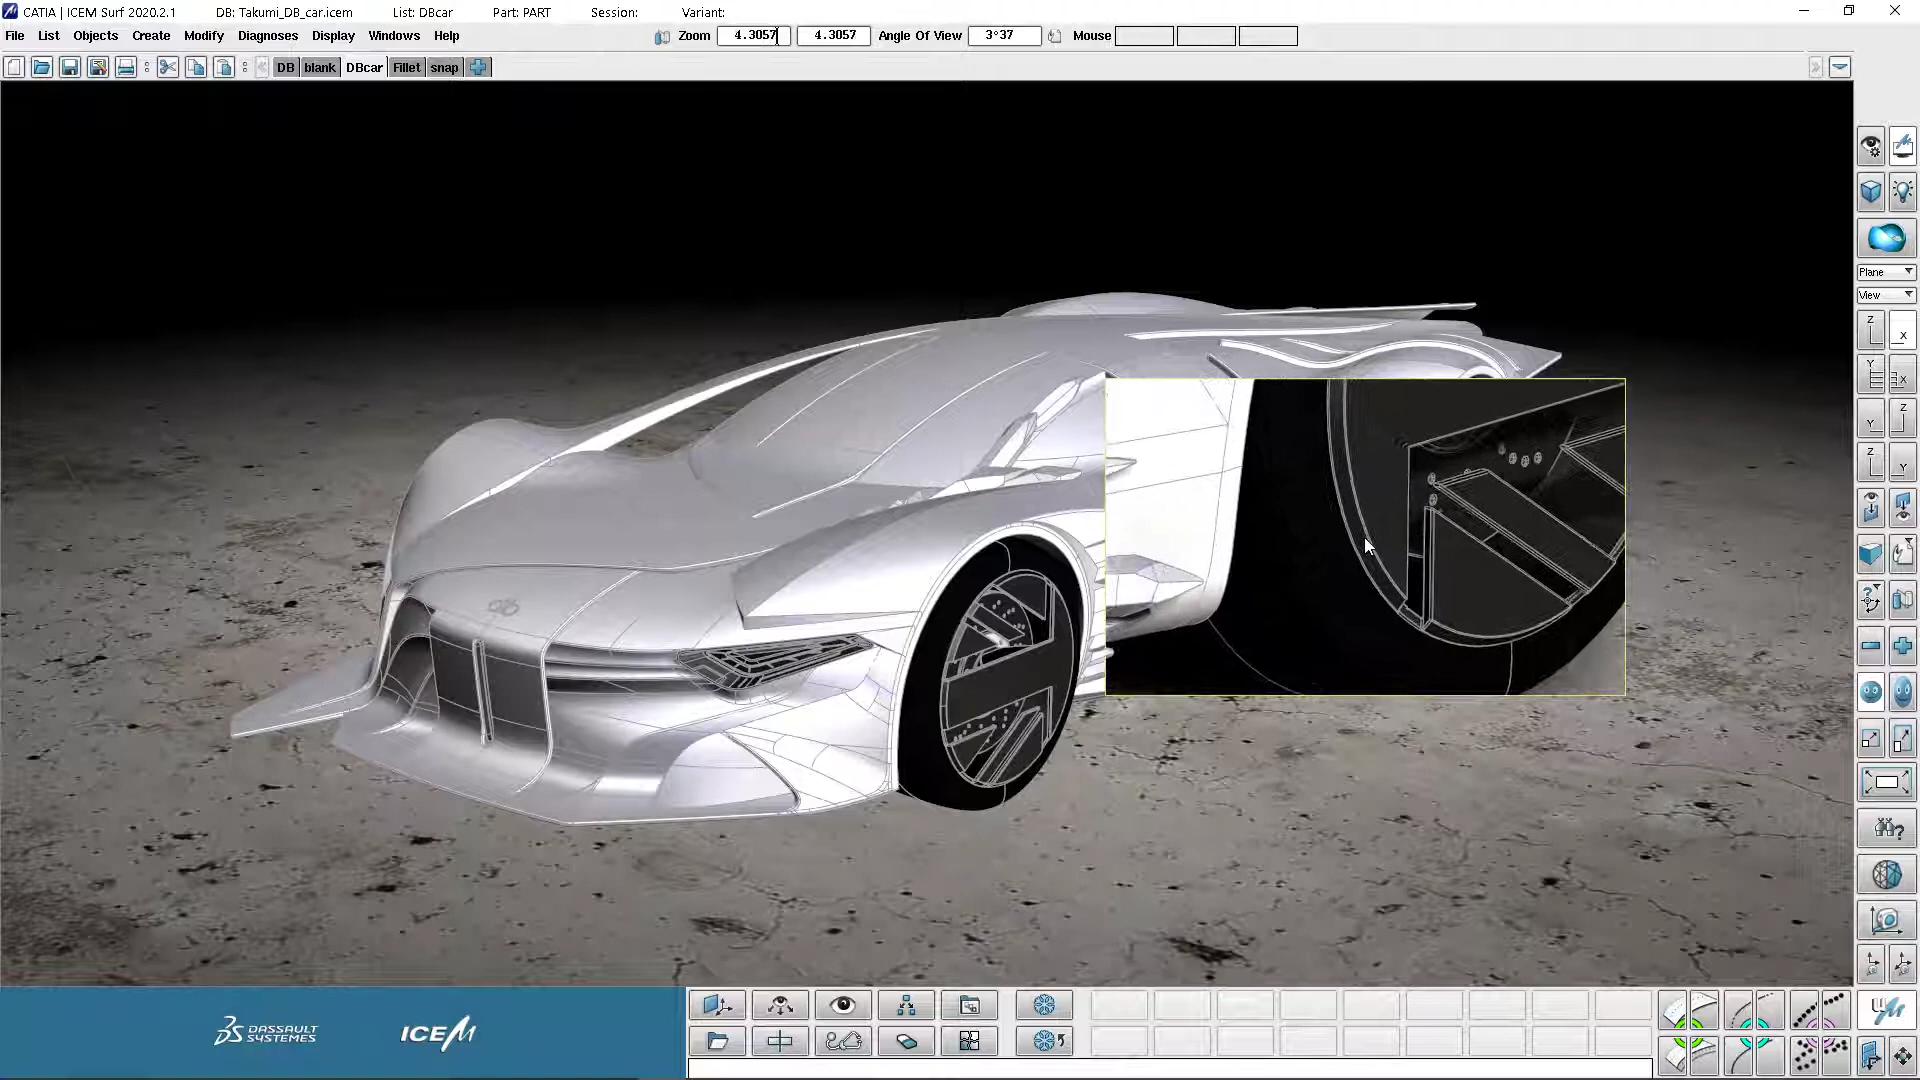 CATIA | ICEM Surf 2020.2.1 DB: Takumi_DB_car.icem List: DBcar Part: PART Session: Variant:
File List Objects Create Modify Diagnoses Display Windows Help Zoom 4.3057 4.3057 Angle Of View 3°37 Mouse
DB blank DBcar Fillet snap
Plane
View
Z X
Y X
Y Z
Z Y
?
?
DASSAULT SYSTEMES ICEM